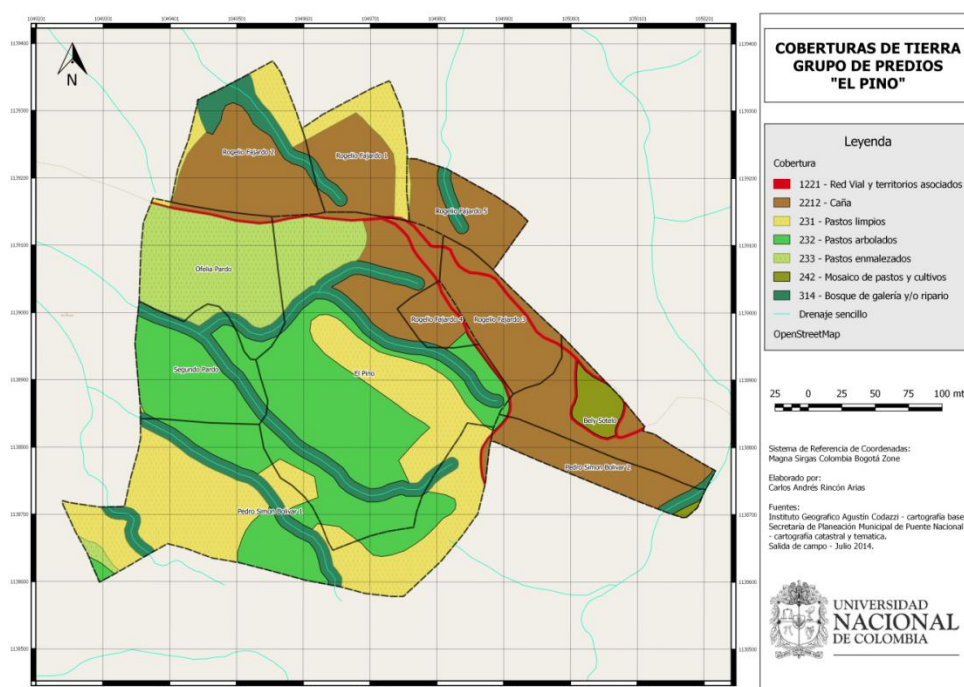 COBERTURAS DE TIERRA
GRUPO DE PREDIOS
"EL PINO"
Leyenda
Cobertura
1221 - Red Vial y territorios asociados
2212 - Caña
231 - Pastos limpios
232 - Pastos arbolados
233 - Pastos enmalezados
242 - Mosaico de pastos y cultivos
314 - Bosque de galería y/o ripario
Drenaje sencillo
OpenStreetMap
25 0 25 50 75 100 mt
Sistema de Referencia de Coordenadas:
Magna Sirgas Colombia Bogotá Zone
Elaborado por:
Carlos Andrés Rincón Arias
Fuentes:
Instituto Geografico Agustin Codazzi - cartografía base
Secretaria de Planeación Municipal de Puente Nacional
- cartografía catastral y tematica.
Salida de campo - Julio 2014.
UNIVERSIDAD
NACIONAL
DE COLOMBIA
N
Rogelio Fajardo 2
Rogelio Fajardo 1
Rogelio Fajardo 5
Ofelia Pardo
Rogelio Fajardo 4
Rogelio Fajardo 3
Segundo Pardo
El Pino
Bely Sotelo
Pedro Simon Bolivar 2
Pedro Simon Bolivar 1